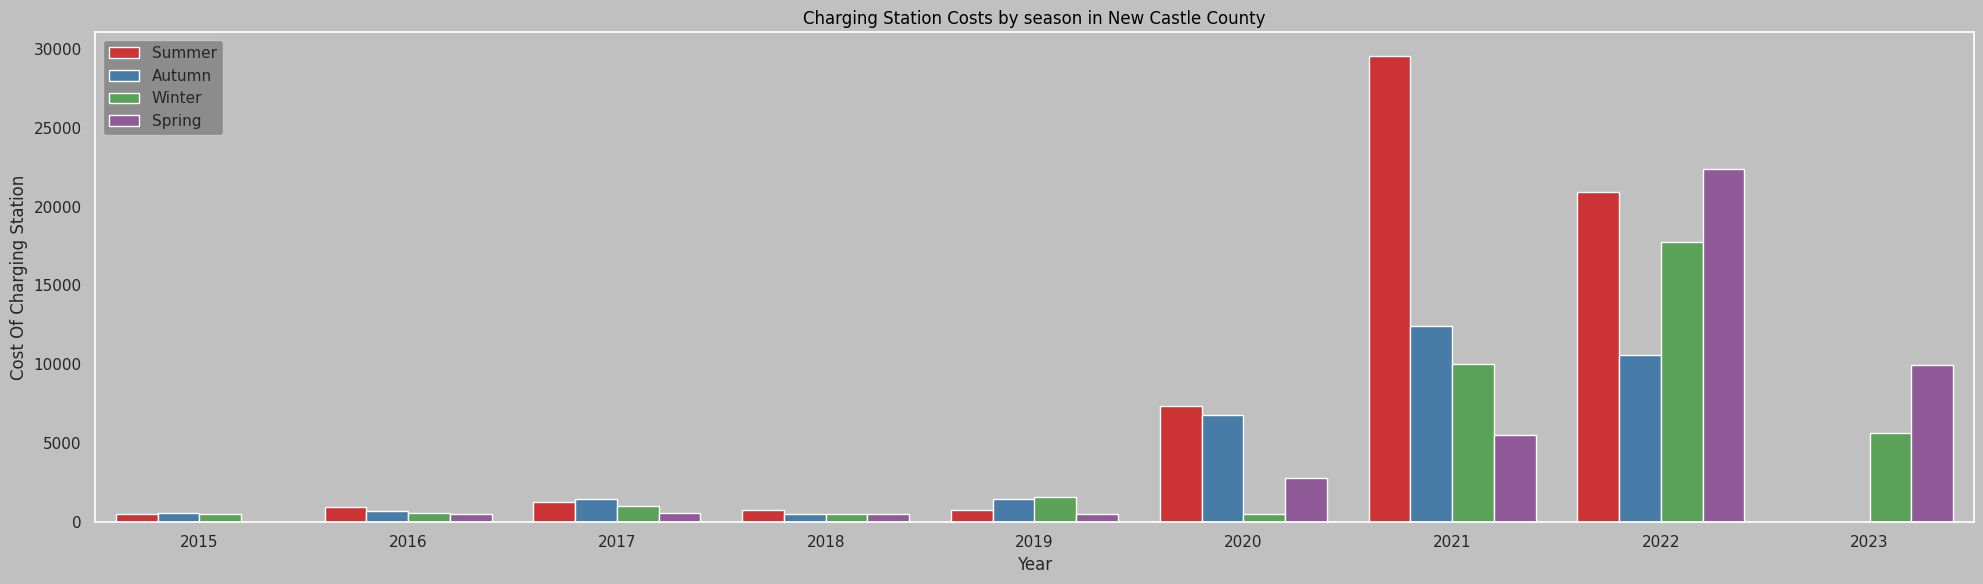 Charging Station Costs by season in New Castle County
Summer
Autumn
Winter
Spring
Cost Of Charging Station
30000
25000
20000
15000
10000
5000
0
2015 2016 2017 2018 2019 2020 2021 2022 2023
Year